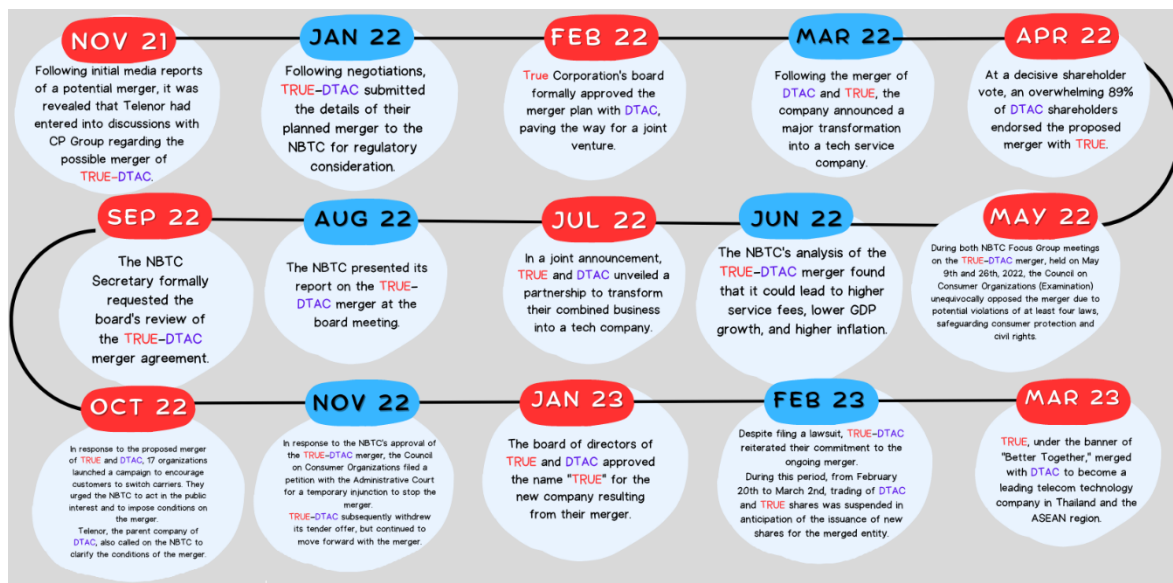 NOV 21
Following initial media reports
of a potential merger, it was
revealed that Telenor had
entered into discussions with
CP Group regarding the
possible merger of
TRUE-DTAC.
JAN 22
Following negotiations,
TRUE-DTAC submitted
the details of their
planned merger to the
NBTC for regulatory
consideration.
FEB 22
True Corporation's board
formally approved the
merger plan with DTAC,
paving the way for a joint
venture.
MAR 22
Following the merger of
DTAC and TRUE, the
company announced a
major transformation
into a tech service
company.
APR 22
At a decisive shareholder
vote, an overwhelming 89%
of DTAC shareholders
endorsed the proposed
merger with TRUE.
MAY 22
During both NBTC Focus Group meetings
on the TRUE-DTAC merger, held on May
9th and 26th, 2022, the Council on
Consumer Organizations (Examination)
unequivocally opposed the merger due to
potential violations of at least four laws,
safeguarding consumer protection and
civil rights.
JUN 22
The NBTC's analysis of the
TRUE-DTAC merger found
that it could lead to higher
service fees, lower GDP
growth, and higher inflation.
JUL 22
In a joint announcement,
TRUE and DTAC unveiled a
partnership to transform
their combined business
into a tech company.
AUG 22
The NBTC presented its
report on the TRUE-
DTAC merger at the
board meeting.
SEP 22
The NBTC
Secretary formally
requested the
board's review of
the TRUE-DTAC
merger agreement.
OCT 22
In response to the proposed merger
of TRUE and DTAC, 17 organizations
launched a campaign to encourage
customers to switch carriers. They
urged the NBTC to act in the public
interest and to impose conditions on
the merger.
Telenor, the parent company of
DTAC, also called on the NBTC to
clarify the conditions of the merger.
NOV 22
In response to the NBTC's approval of
the TRUE-DTAC merger, the Council
on Consumer Organizations filed a
petition with the Administrative Court
for a temporary injunction to stop the
merger.
TRUE-DTAC subsequently withdrew
its tender offer, but continued to
move forward with the merger.
JAN 23
The board of directors of
TRUE and DTAC approved
the name "TRUE" for the
new company resulting
from their merger.
FEB 23
Despite filing a lawsuit, TRUE-DTAC
reiterated their commitment to the
ongoing merger.
During this period, from February
20th to March 2nd, trading of DTAC
and TRUE shares was suspended in
anticipation of the issuance of new
shares for the merged entity.
MAR 23
TRUE, under the banner of
"Better Together," merged
with DTAC to become a
leading telecom technology
company in Thailand and the
ASEAN region.